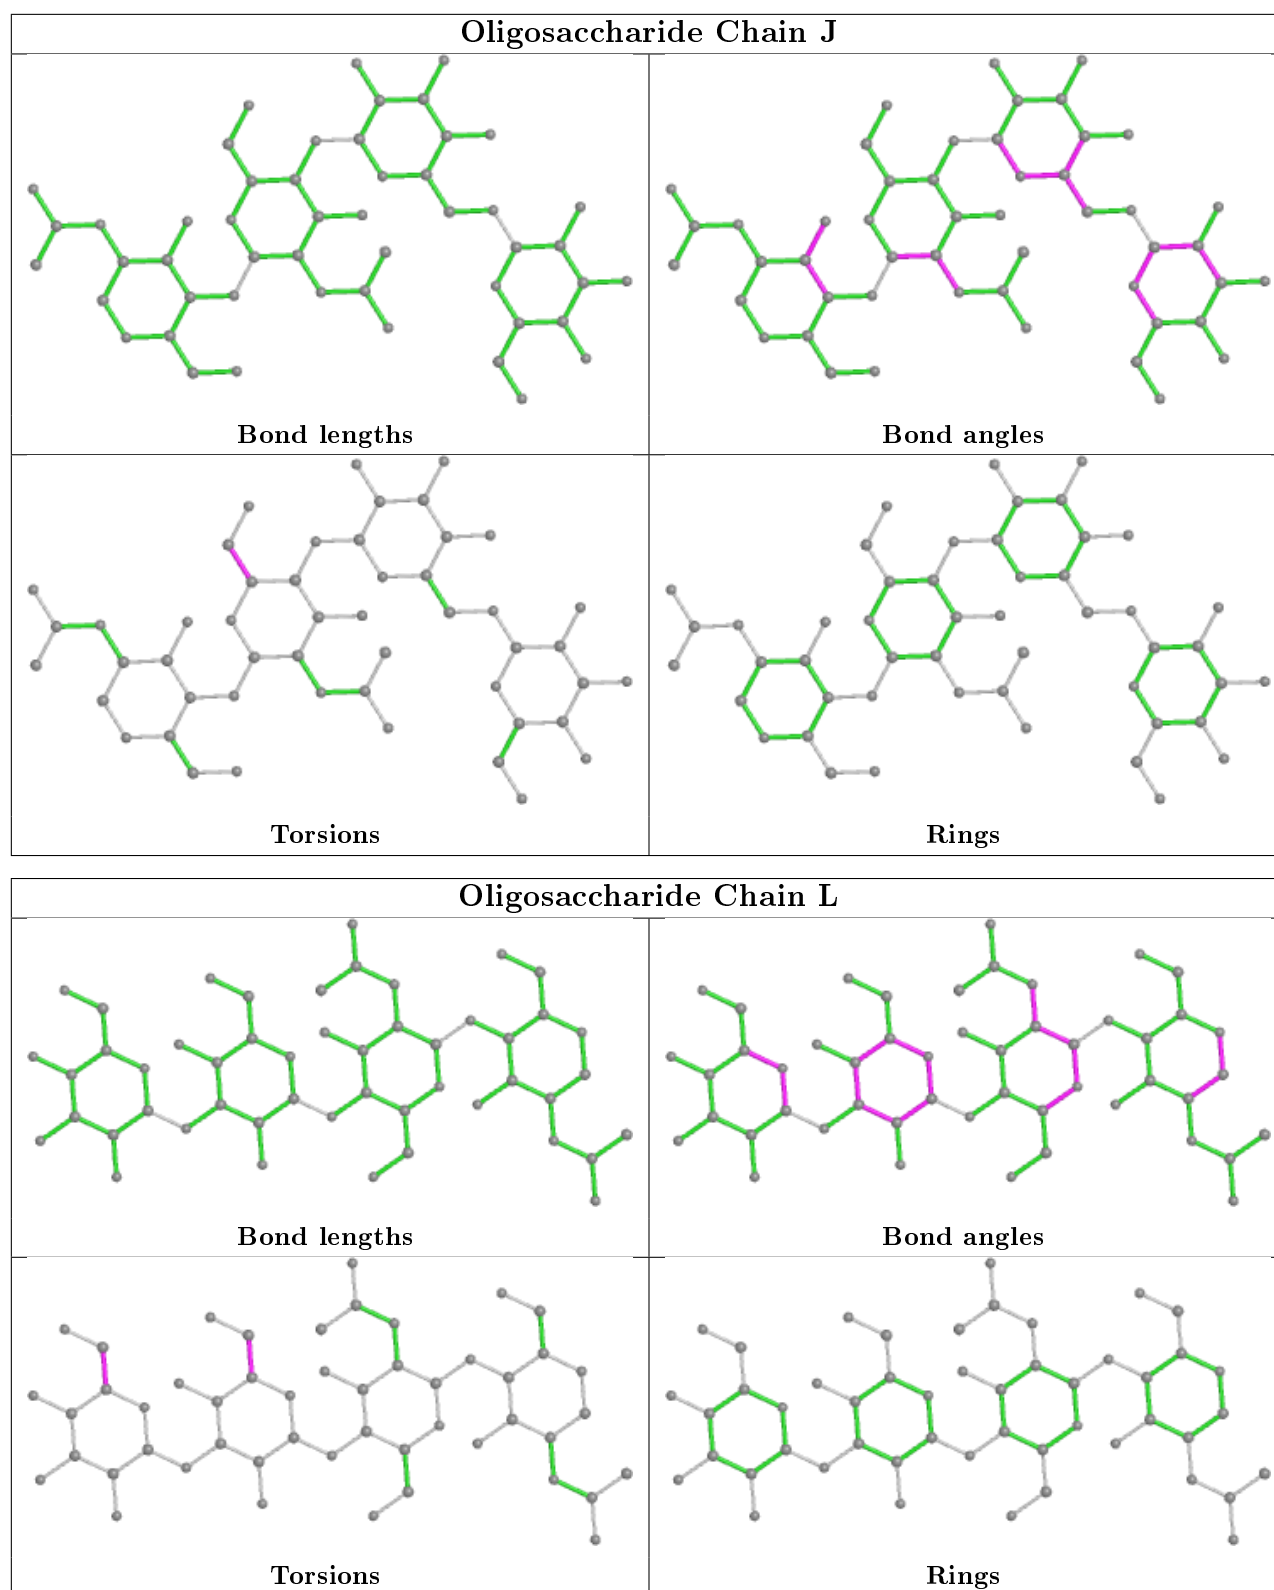 Oligosaccharide Chain J
Bond lengths
Bond angles
Torsions
Rings
Oligosaccharide Chain L
Bond lengths
Bond angles
Torsions
Rings